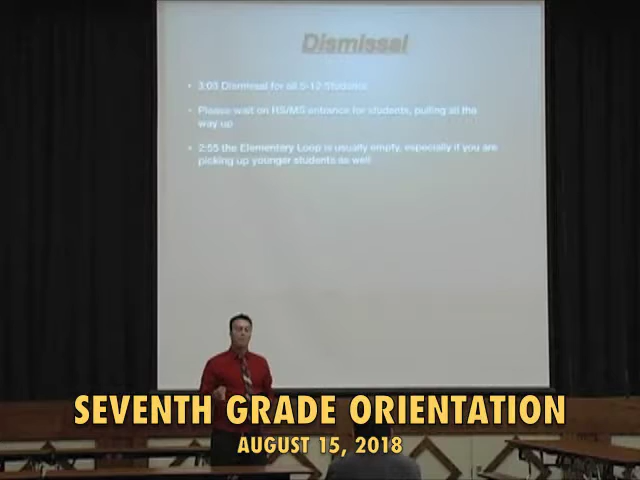 Dismissal
• 3:03 Dismissal for all 5-12 Students
• Please wait on HS/MS entrance for students, pulling all the
way up
• 2:55 the Elementary Loop is usually empty, especially if you are
picking up younger students as well
SEVENTH GRADE ORIENTATION
AUGUST 15, 2018